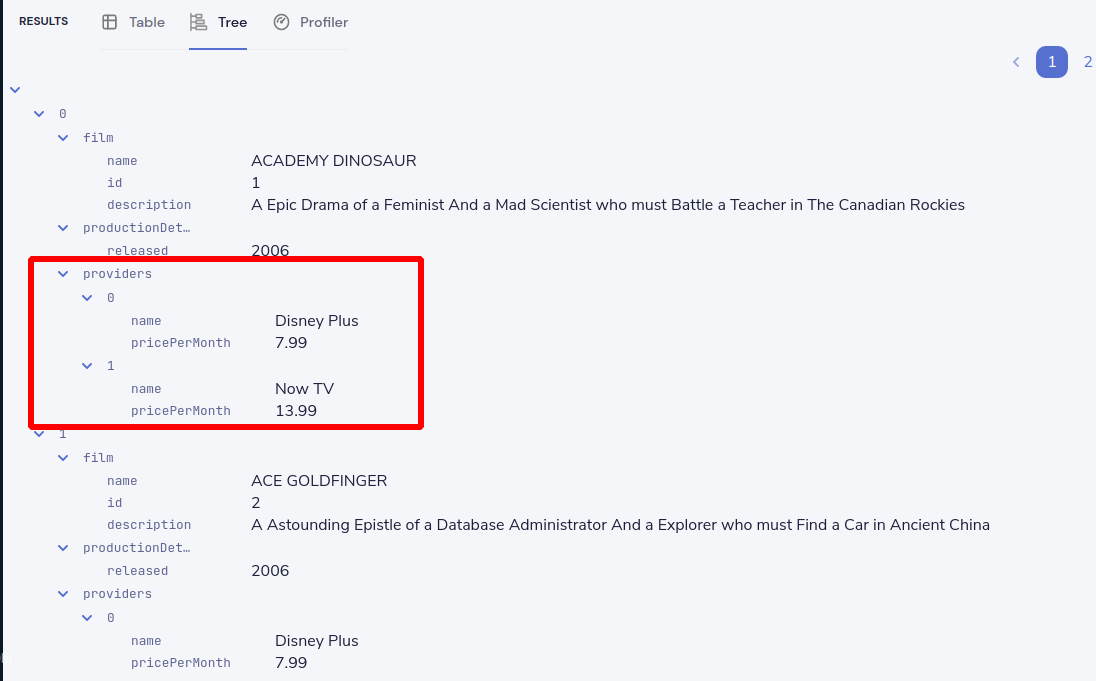 RESULTS Table Tree Profiler
1 2
0
film
name ACADEMY DINOSAUR
id 1
description A Epic Drama of a Feminist And a Mad Scientist who must Battle a Teacher in The Canadian Rockies
productionDet…
released 2006
providers
0
name Disney Plus
pricePerMonth 7.99
1
name Now TV
pricePerMonth 13.99
1
film
name ACE GOLDFINGER
id 2
description A Astounding Epistle of a Database Administrator And a Explorer who must Find a Car in Ancient China
productionDet…
released 2006
providers
0
name Disney Plus
pricePerMonth 7.99